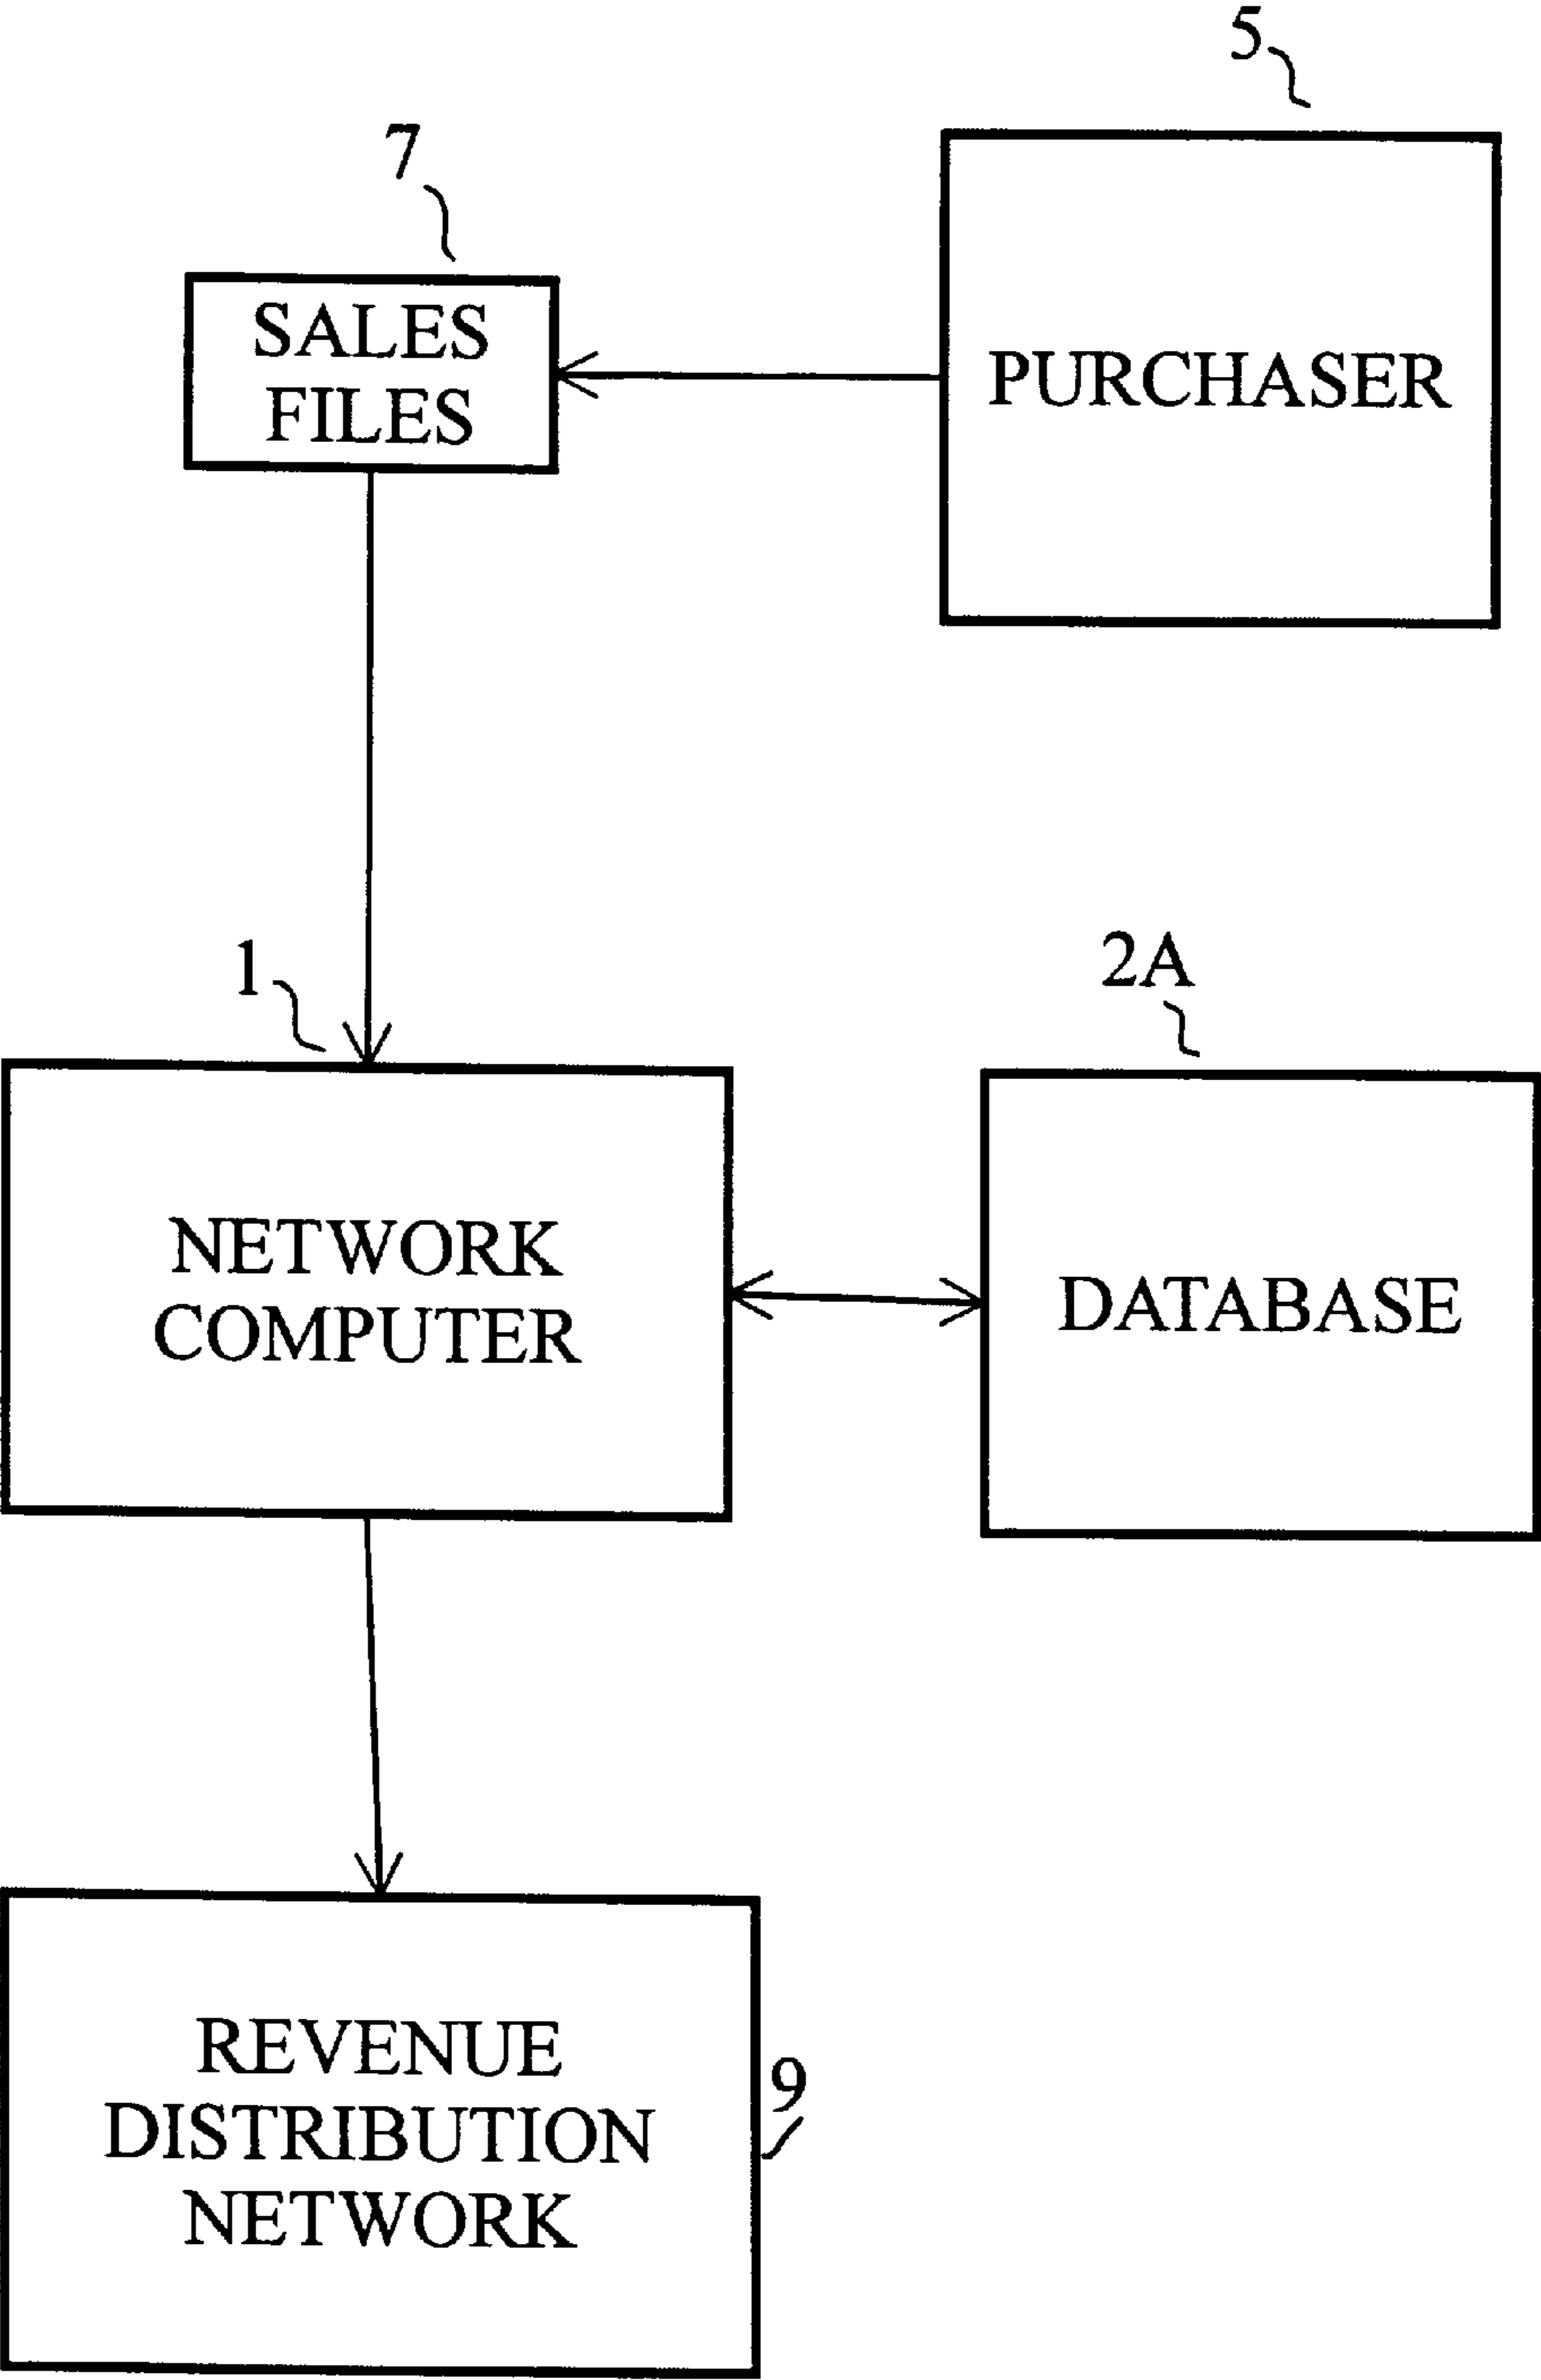 5
7
SALES
FILES
PURCHASER
1
2A
NETWORK
COMPUTER
DATABASE
REVENUE
DISTRIBUTION
NETWORK
9